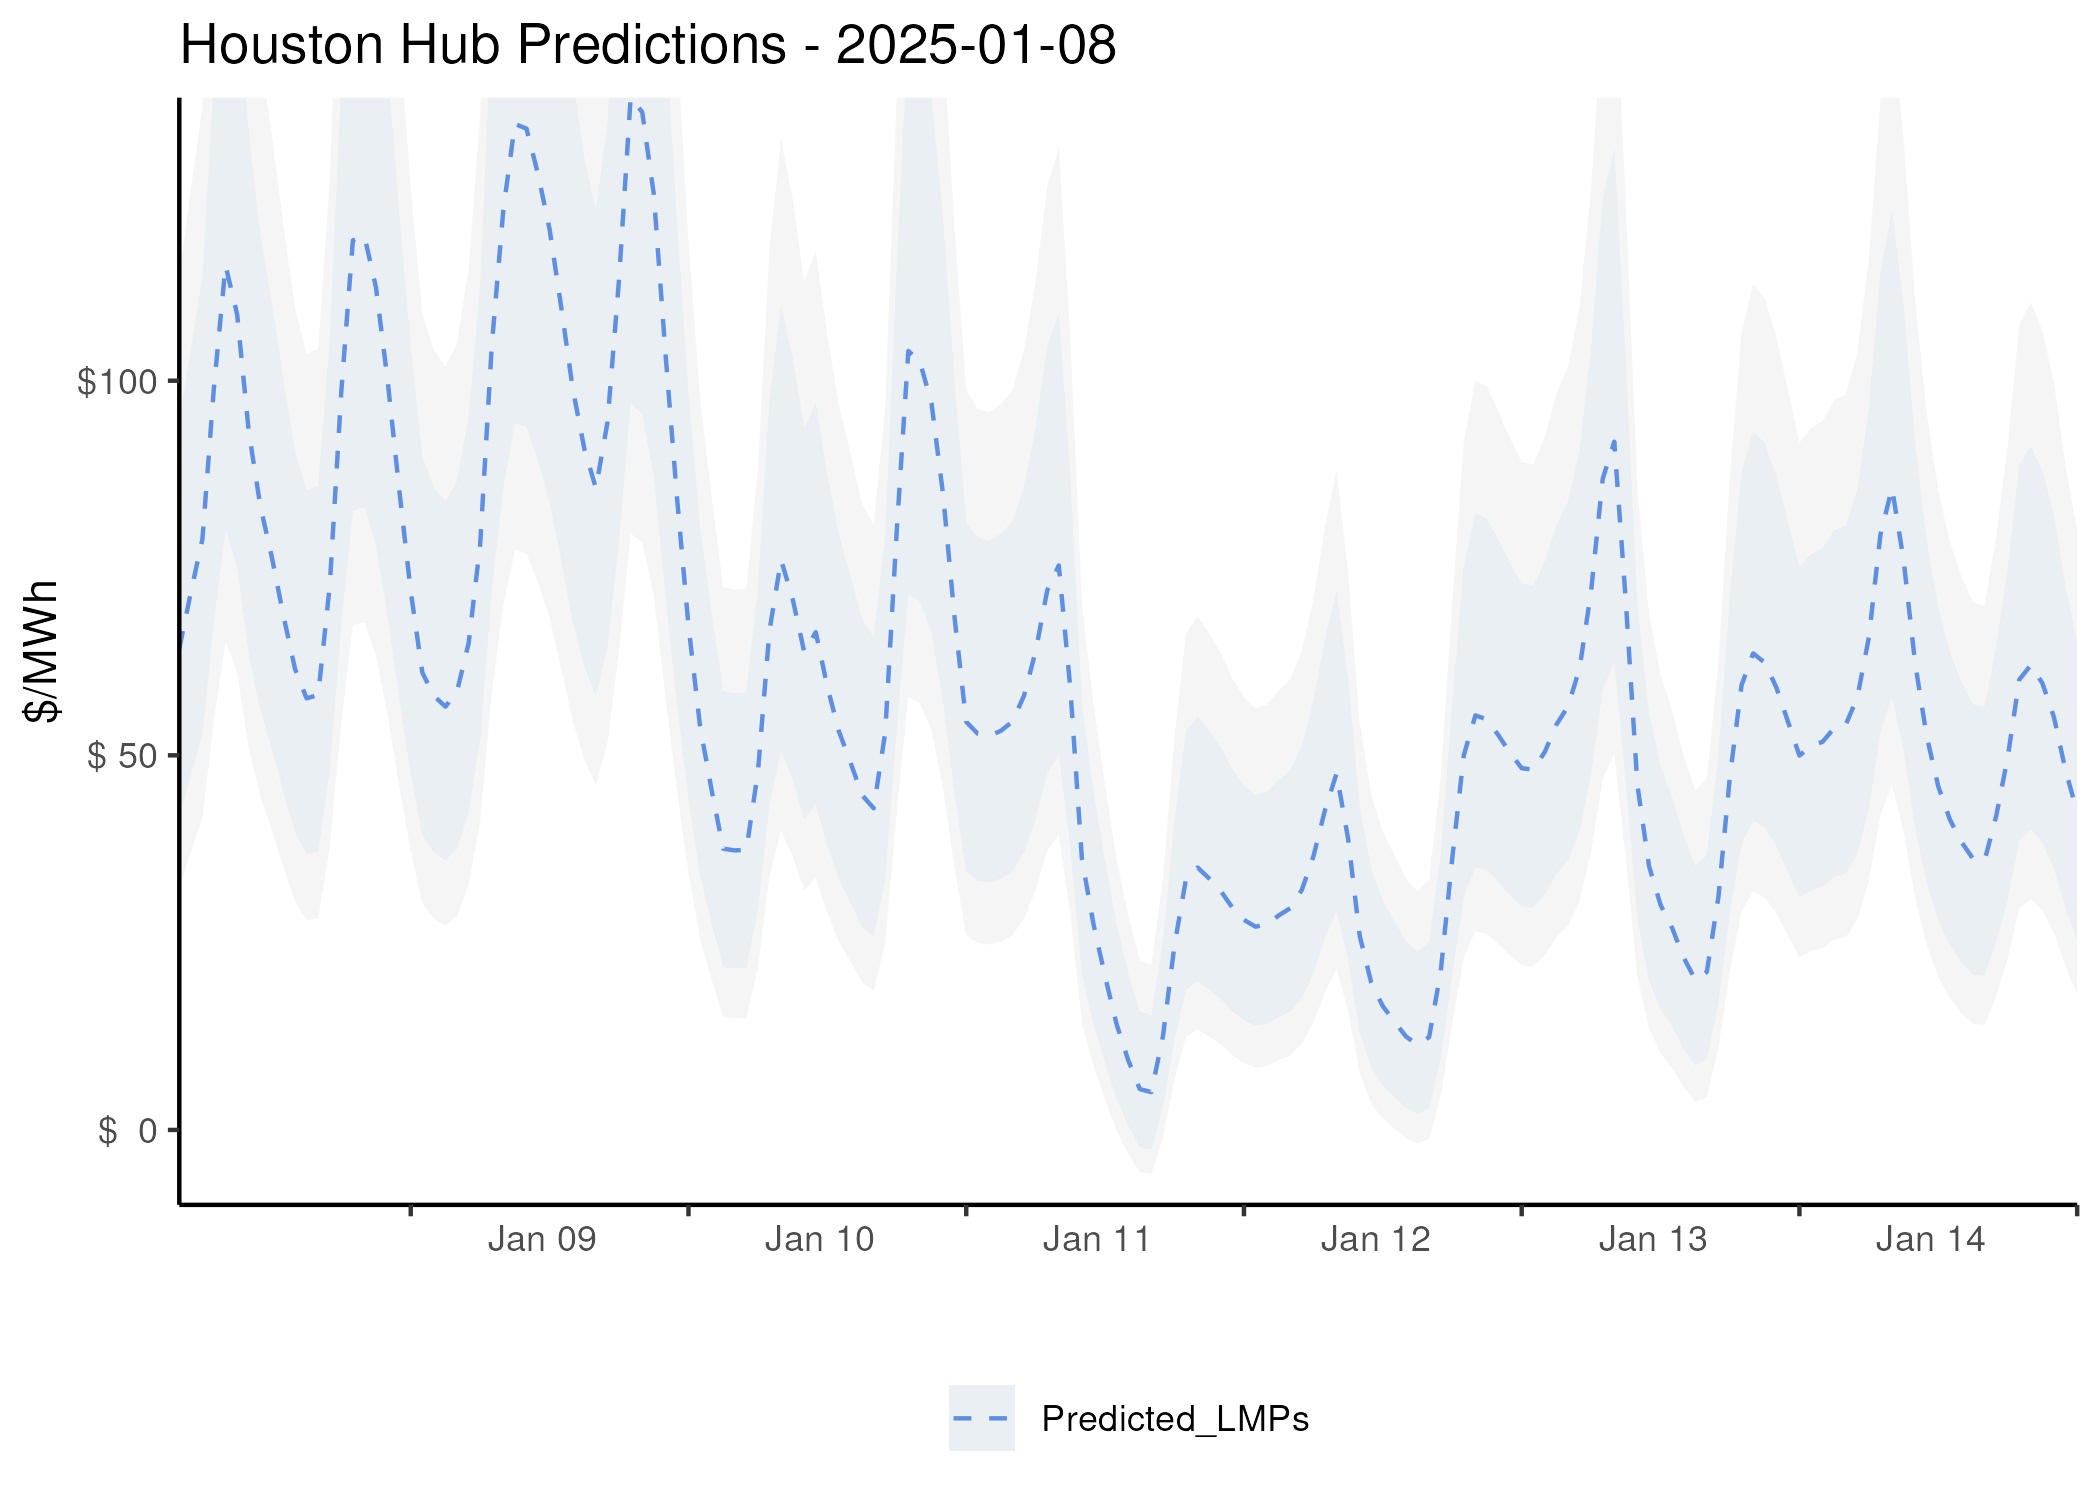 Houston Hub Predictions - 2025-01-08
$/MWh
$100
$ 50
$  0
Jan 09 Jan 10 Jan 11 Jan 12 Jan 13 Jan 14
Predicted_LMPs